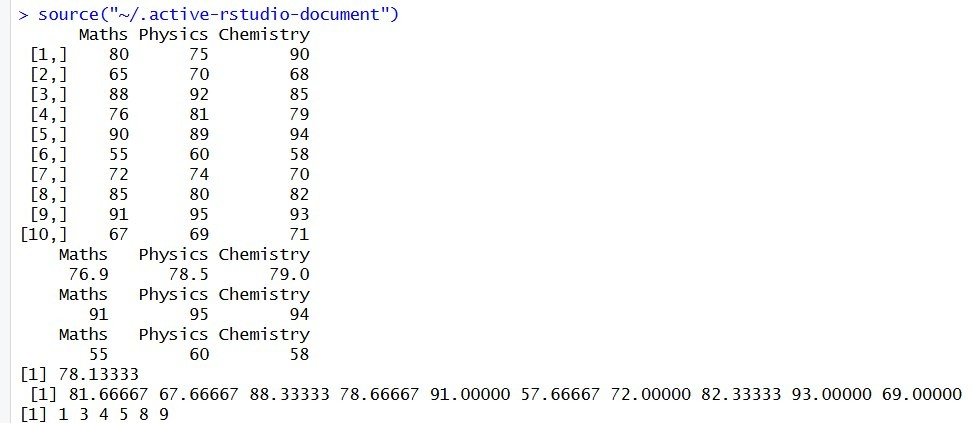 > source("~/.active-rstudio-document")
Maths Physics Chemistry
[1,] 80 75 90
[2,] 65 70 68
[3,] 88 92 85
[4,] 76 81 79
[5,] 90 89 94
[6,] 55 60 58
[7,] 72 74 70
[8,] 85 80 82
[9,] 91 95 93
[10,] 67 69 71
Maths Physics Chemistry
76.9 78.5 79.0
Maths Physics Chemistry
91 95 94
Maths Physics Chemistry
55 60 58
[1] 78.13333
[1] 81.66667 67.66667 88.33333 78.66667 91.00000 57.66667 72.00000 82.33333 93.00000 69.00000
[1] 1 3 4 5 8 9